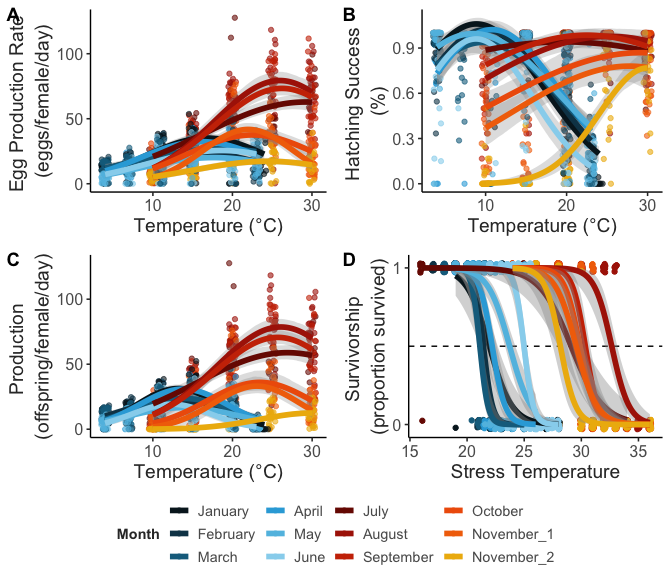 A
Egg Production Rate
(eggs/female/day)
100
50
0
10
20
30
Temperature (°C)
B
Hatching Success
(%)
0.9
0.6
0.3
0.0
10
20
30
Temperature (°C)
C
Production
(offspring/female/day)
100
50
0
10
20
30
Temperature (°C)
D
Survivorship
(proportion survived)
1
0
15
20
25
30
35
Stress Temperature
Month
January
February
March
April
May
June
July
August
September
October
November_1
November_2